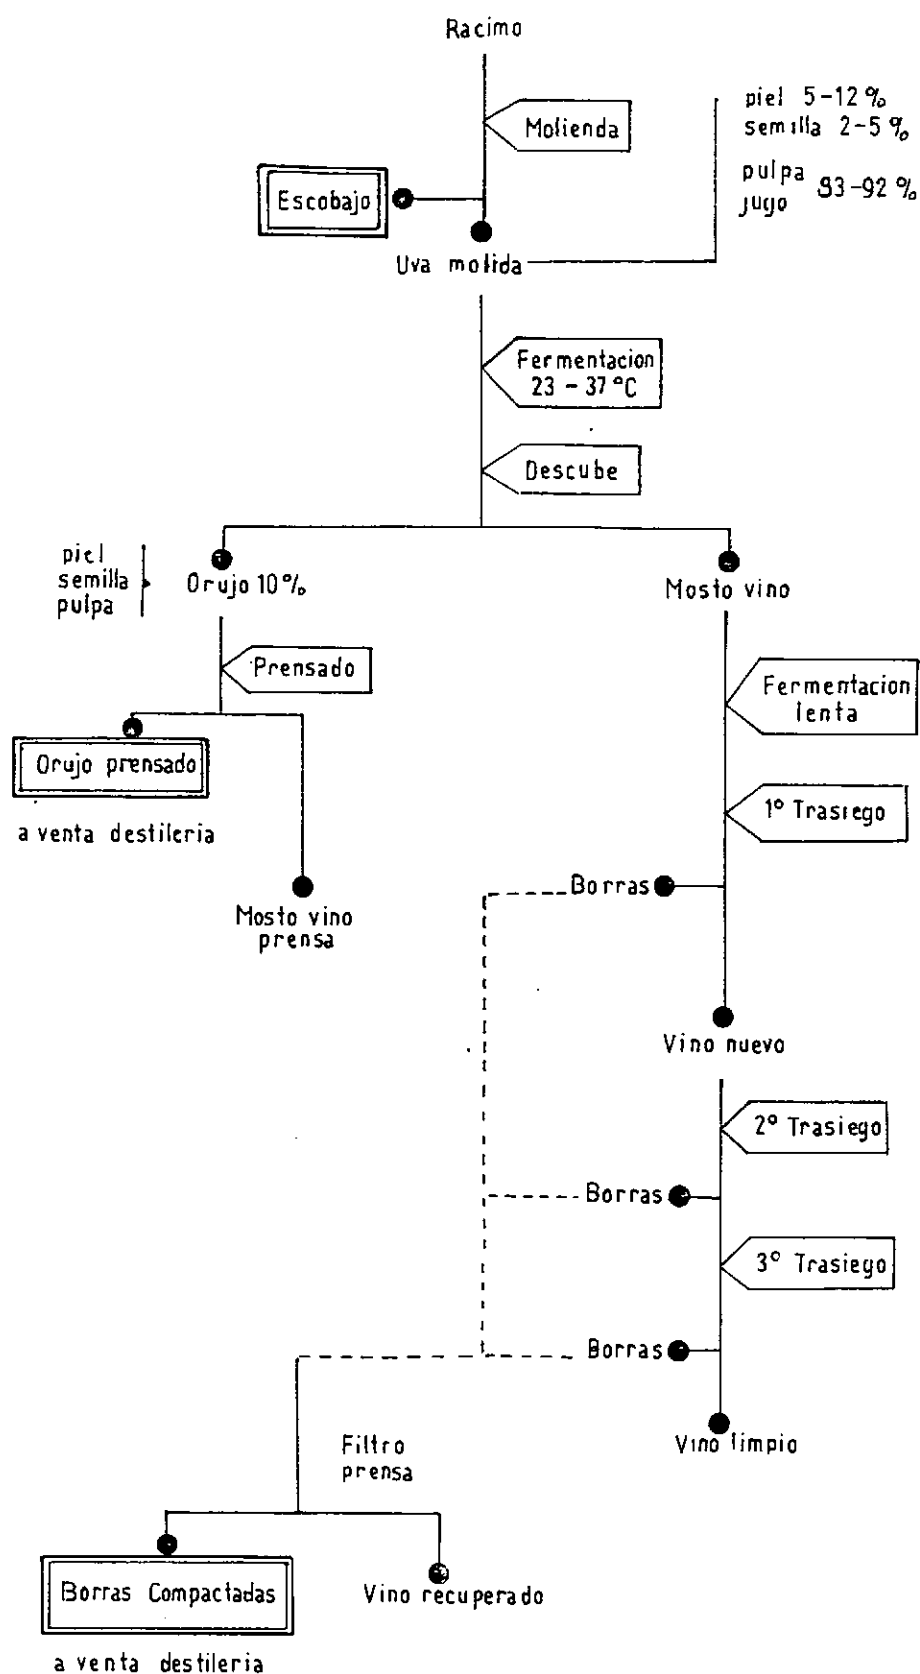 Racimo
Molienda
piel 5-12 %
semilla 2-5 %
pulpa
jugo
93-92 %
Escobajo
Uva molida
Fermentacion
23 - 37 °C
Descube
piel
semilla
pulpa
Orujo 10%
Mosto vino
Prensado
Fermentacion
lenta
Orujo prensado
a venta destileria
1° Trasiego
Borras
Mosto vino
prensa
Vino nuevo
2° Trasiego
Borras
3° Trasiego
Borras
Vino limpio
Filtro
prensa
Borras Compactadas
Vino recuperado
a venta destileria